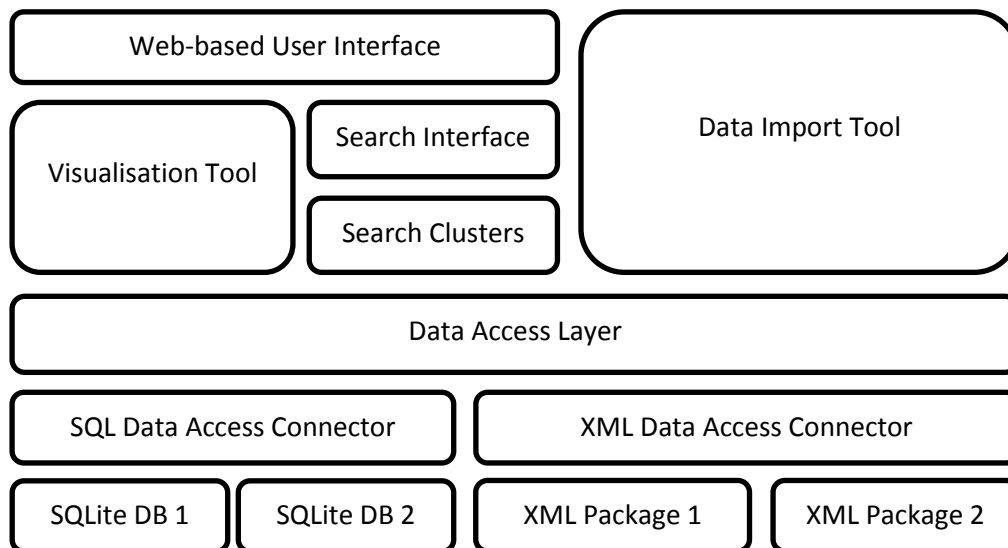 Web-based User Interface
Data Import Tool
Visualisation Tool
Search Interface
Search Clusters
Data Access Layer
SQL Data Access Connector
XML Data Access Connector
SQLite DB 1
SQLite DB 2
XML Package 1
XML Package 2